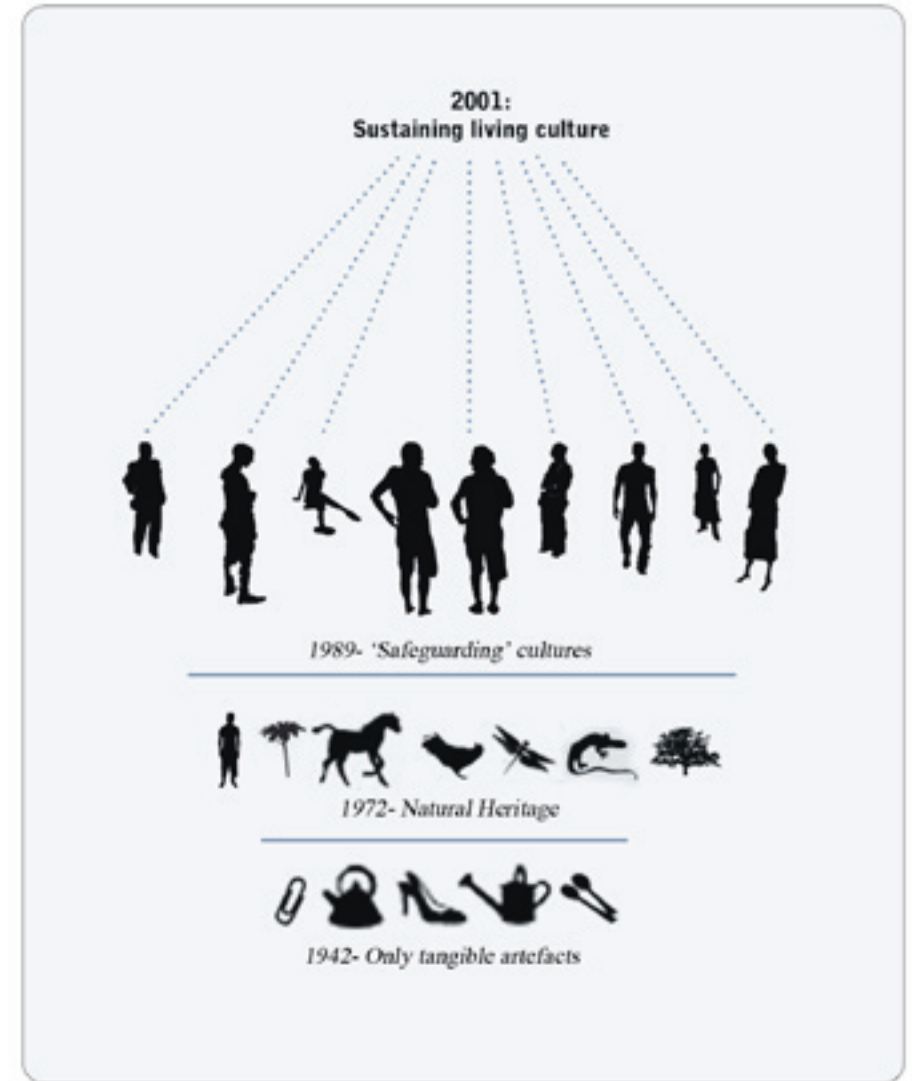 2001:
Sustaining living culture
1989- ‘Safeguarding’ cultures
1972- Natural Heritage
1942- Only tangible artefacts